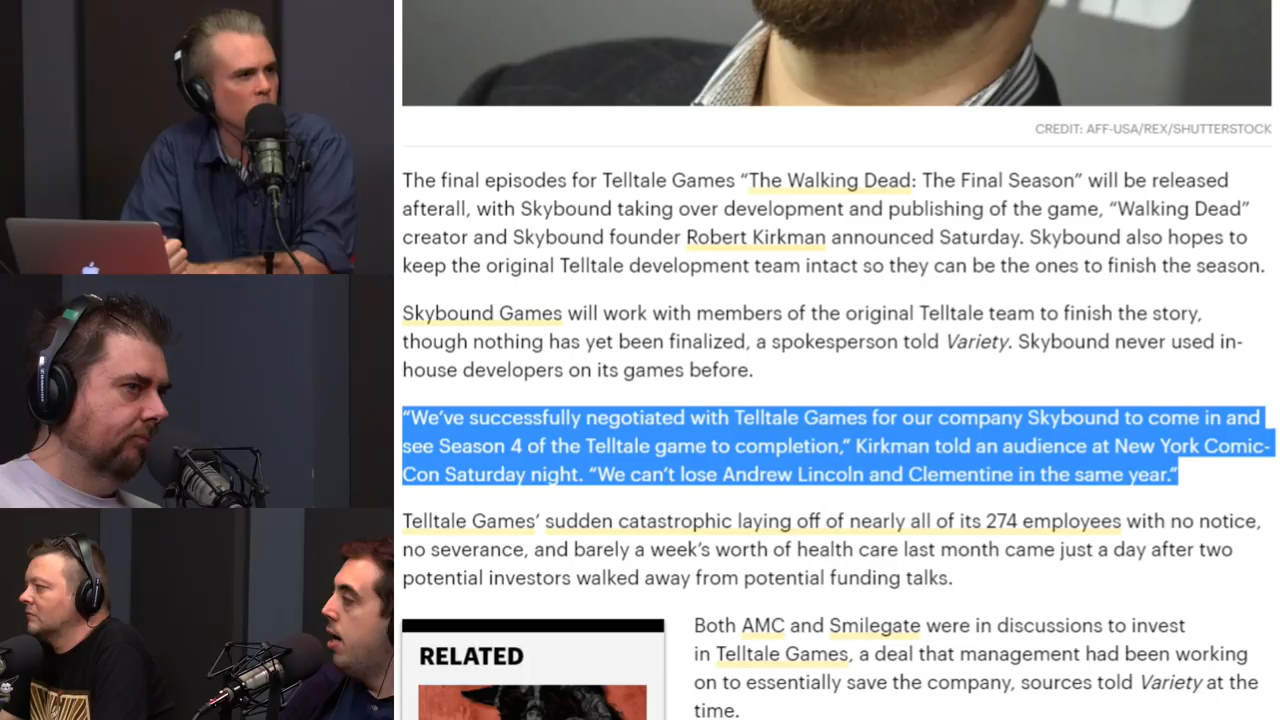 CREDIT: AFF-USA/REX/SHUTTERSTOCK
The final episodes for Telltale Games “The Walking Dead: The Final Season” will be released
afterall, with Skybound taking over development and publishing of the game, “Walking Dead”
creator and Skybound founder Robert Kirkman announced Saturday. Skybound also hopes to
keep the original Telltale development team intact so they can be the ones to finish the season.
Skybound Games will work with members of the original Telltale team to finish the story,
though nothing has yet been finalized, a spokesperson told Variety. Skybound never used in-
house developers on its games before.
“We’ve successfully negotiated with Telltale Games for our company Skybound to come in and
see Season 4 of the Telltale game to completion,” Kirkman told an audience at New York Comic-
Con Saturday night. “We can’t lose Andrew Lincoln and Clementine in the same year.”
Telltale Games’ sudden catastrophic laying off of nearly all of its 274 employees with no notice,
no severance, and barely a week’s worth of health care last month came just a day after two
potential investors walked away from potential funding talks.
RELATED
Both AMC and Smilegate were in discussions to invest
in Telltale Games, a deal that management had been working
on to essentially save the company, sources told Variety at the
time.